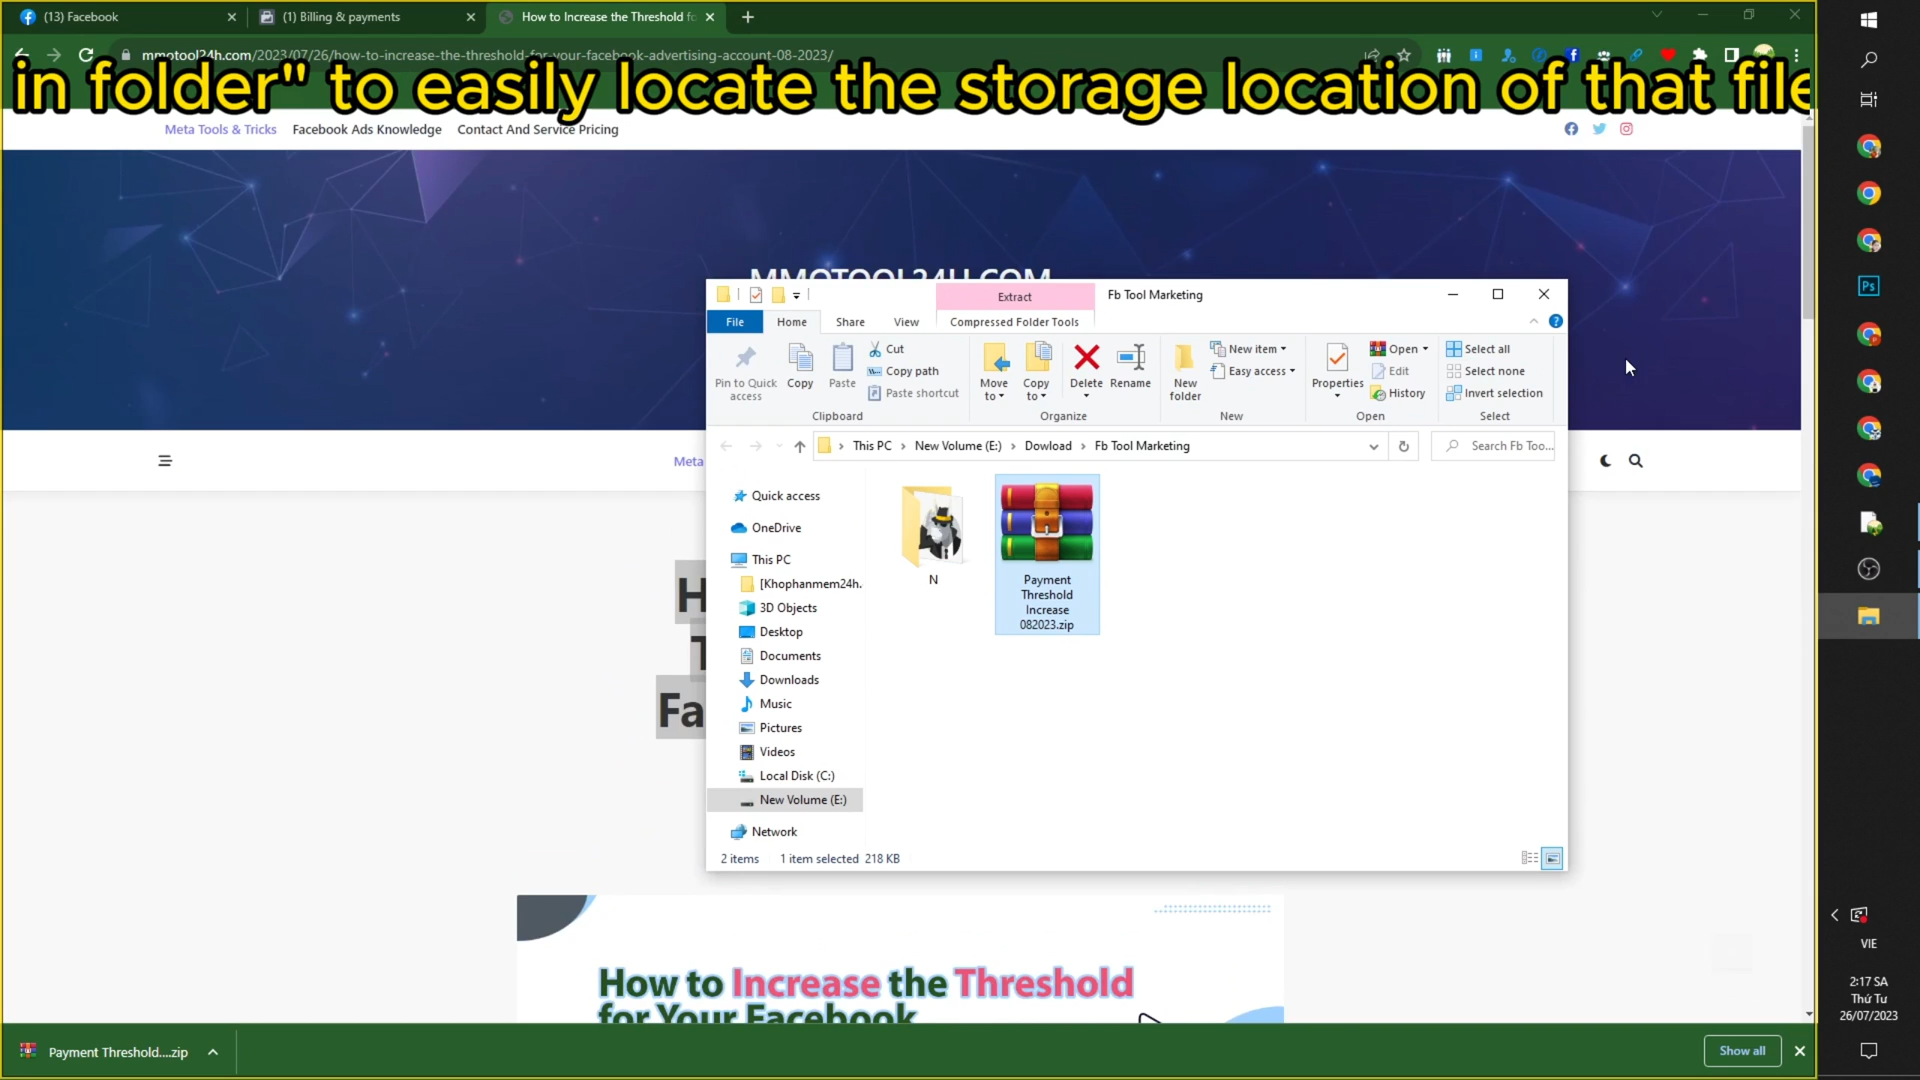 (13) Facebook
(1) Billing & payments
How to Increase the Threshold fo
mmotool24h.com/2023/07/26/how-to-increase-the-threshold-for-your-facebook-advertising-account-08-2023/
in folder" to easily locate the storage location of that file
Meta Tools & Tricks
Facebook Ads Knowledge
Contact And Service Pricing
MMOTOOL24H.COM
Extract
Fb Tool Marketing
File
Home
Share
View
Compressed Folder Tools
Pin to Quick access
Copy
Paste
Cut
Copy path
Paste shortcut
Clipboard
Move to
Copy to
Delete
Rename
Organize
New folder
New item
Easy access
New
Properties
Open
Edit
History
Open
Select all
Select none
Invert selection
Select
This PC
New Volume (E:)
Dowload
Fb Tool Marketing
Search Fb Too...
Meta
Quick access
OneDrive
This PC
[Khophanmem24h.
3D Objects
Desktop
Documents
Downloads
Music
Pictures
Videos
Local Disk (C:)
New Volume (E:)
Network
N
Payment
Threshold
Increase
082023.zip
H
T
Fa
2 items
1 item selected 218 KB
How to Increase the Threshold
for Your Facebook
Payment Threshold....zip
Show all
Ps
VIE
2:17 SA
Thứ Tư
26/07/2023